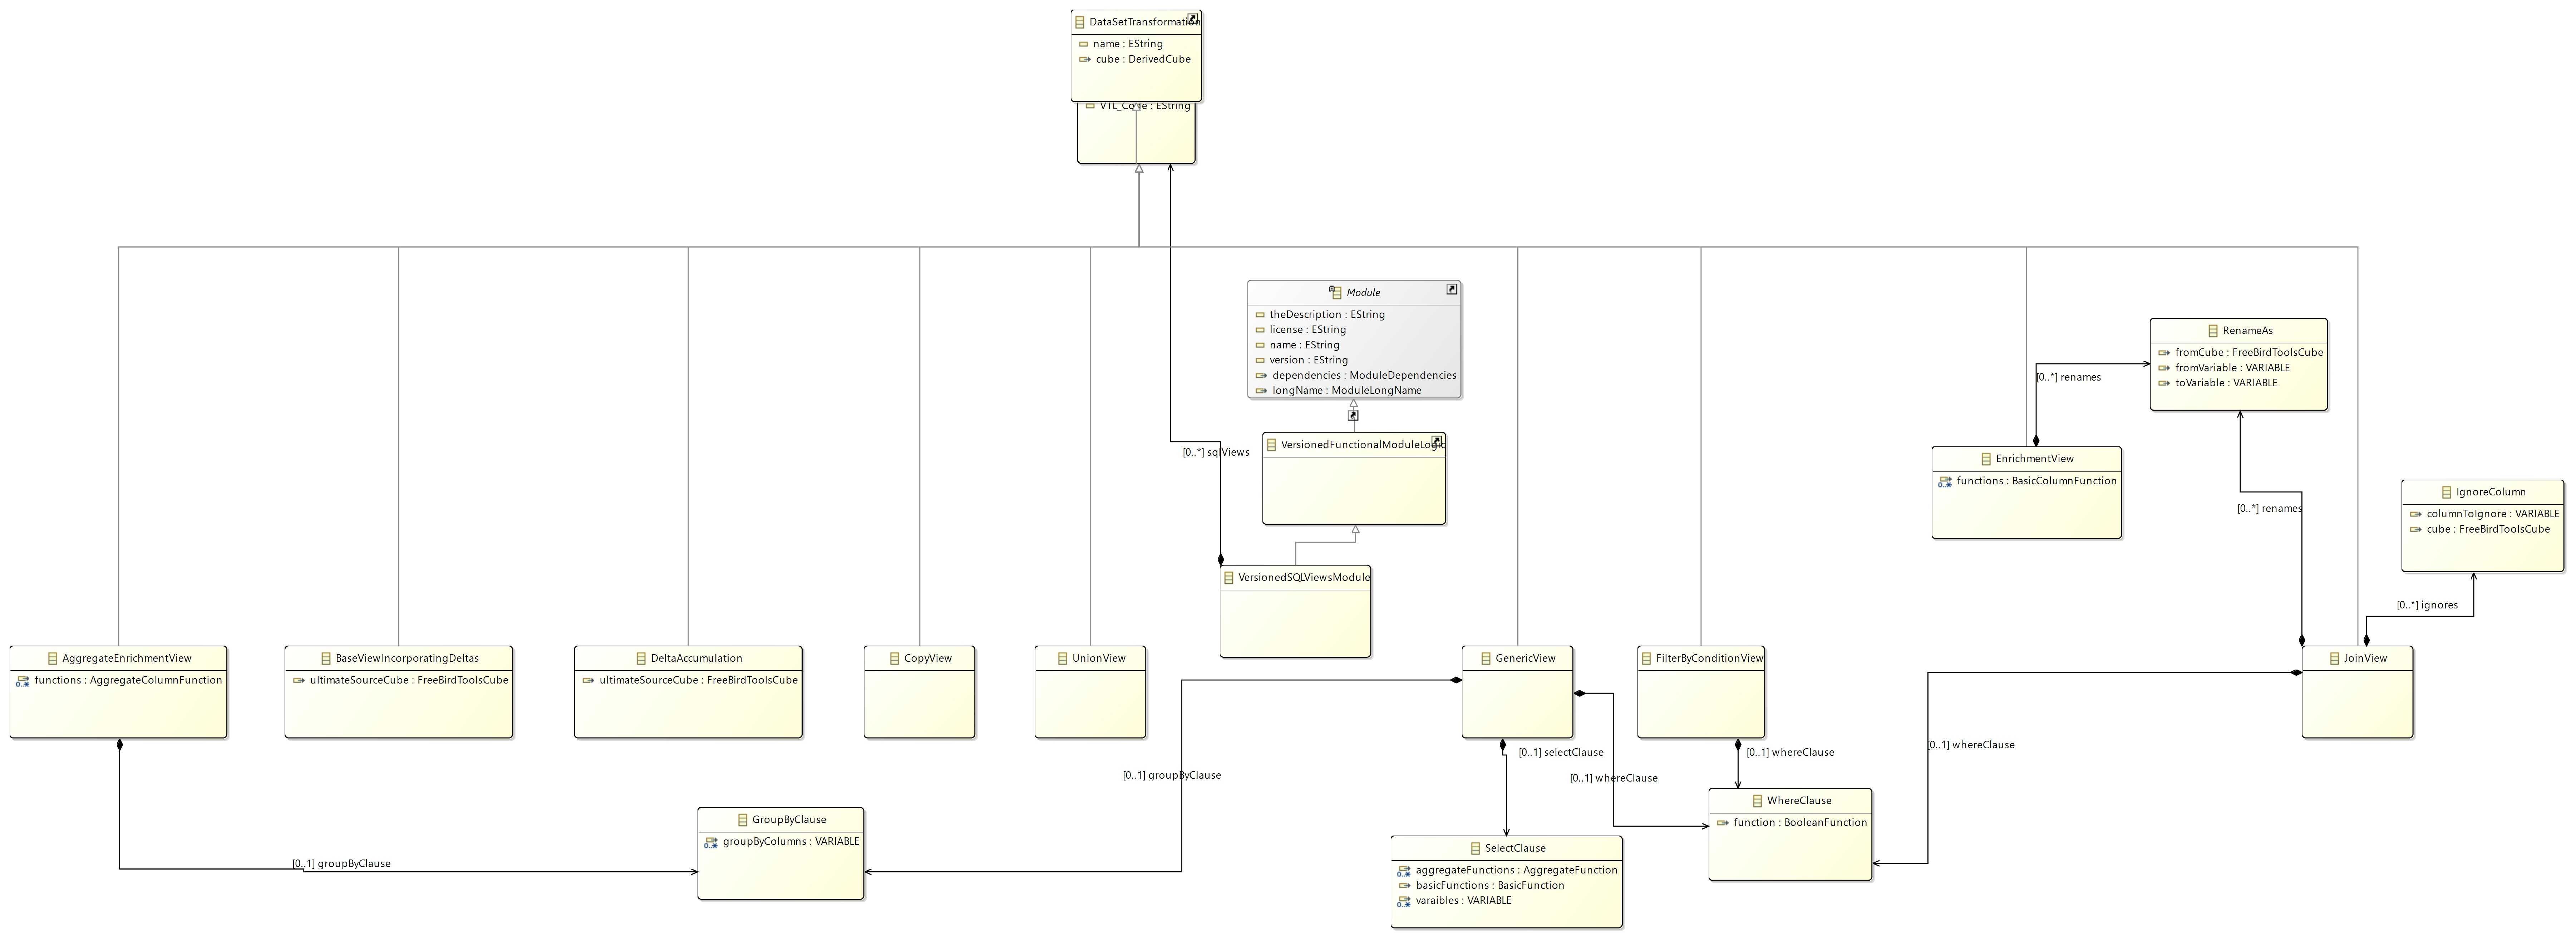 DataSetTransformation
name : EString
cube : DerivedCube
VTL_Code : EString
Module
theDescription : EString
license : EString
name : EString
version : EString
dependencies : ModuleDependencies
longName : ModuleLongName
RenameAs
fromCube : FreeBirdToolsCube
fromVariable : VARIABLE
toVariable : VARIABLE
[0..*] renames
VersionedFunctionalModuleLogic
[0..*] sqlViews
EnrichmentView
functions : BasicColumnFunction
IgnoreColumn
columnToIgnore : VARIABLE
cube : FreeBirdToolsCube
[0..*] renames
VersionedSQLViewsModule
[0..*] ignores
AggregateEnrichmentView
functions : AggregateColumnFunction
BaseViewIncorporatingDeltas
ultimateSourceCube : FreeBirdToolsCube
DeltaAccumulation
ultimateSourceCube : FreeBirdToolsCube
CopyView
UnionView
GenericView
FilterByConditionView
JoinView
[0..1] selectClause
[0..1] whereClause
[0..1] whereClause
[0..1] groupByClause
[0..1] whereClause
GroupByClause
groupByColumns : VARIABLE
WhereClause
function : BooleanFunction
[0..1] groupByClause
SelectClause
aggregateFunctions : AggregateFunction
basicFunctions : BasicFunction
varaibles : VARIABLE